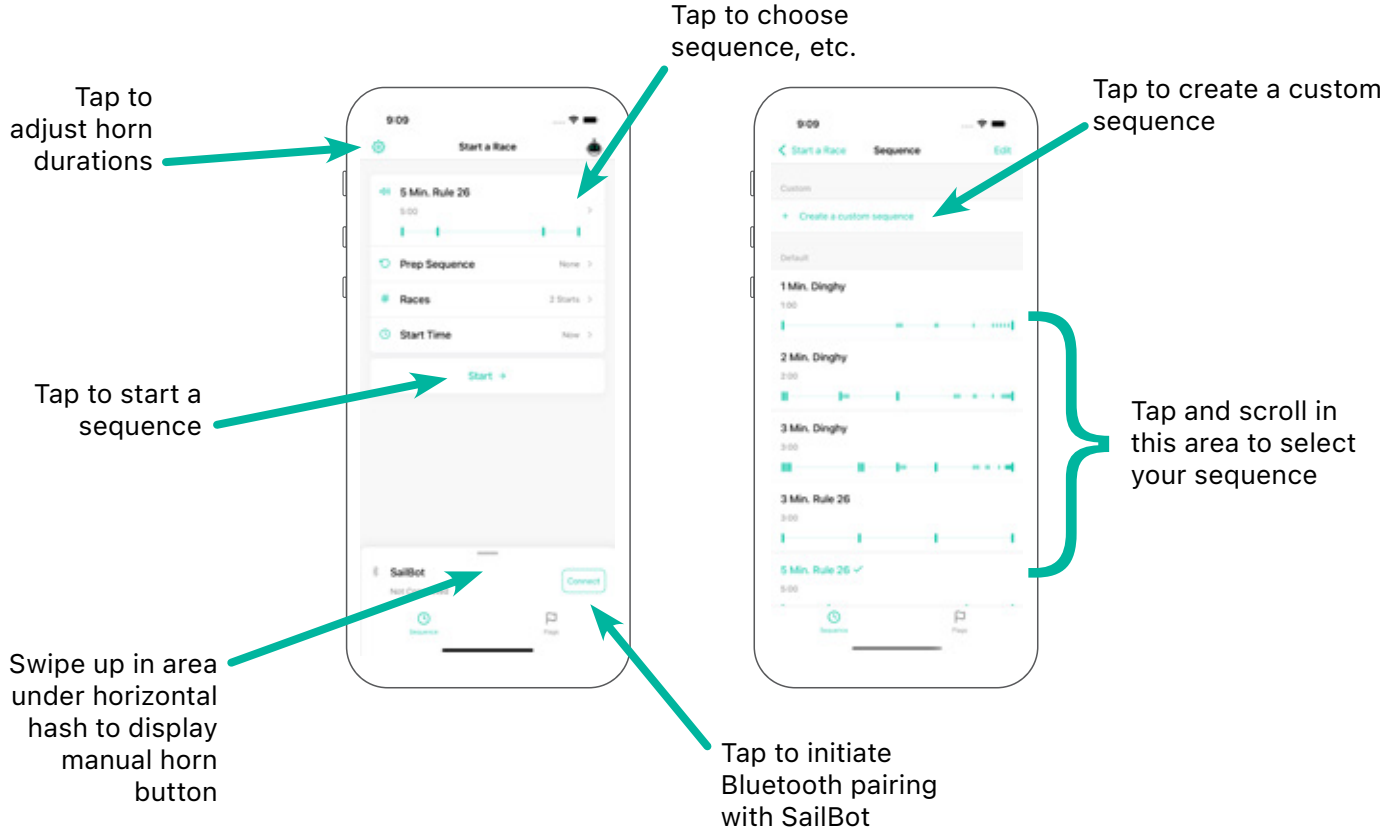 Tap to choose
sequence, etc.
Tap to
adjust horn
durations
Tap to create a custom
sequence
9:09
Start a Race
5 Min. Rule 26
5:00
Prep Sequence
None
Races
2 Starts
Start Time
Now
Start
Tap to start a
sequence
SailBot
Not Connected
Connect
Sequence
Flags
Swipe up in area
under horizontal
hash to display
manual horn
button
Tap to initiate
Bluetooth pairing
with SailBot
9:09
Start a Race
Sequence
Edit
Custom
+ Create a custom sequence
Default
1 Min. Dinghy
1:00
2 Min. Dinghy
2:00
3 Min. Dinghy
3:00
3 Min. Rule 26
3:00
5 Min. Rule 26
5:00
Sequence
Flags
Tap and scroll in
this area to select
your sequence